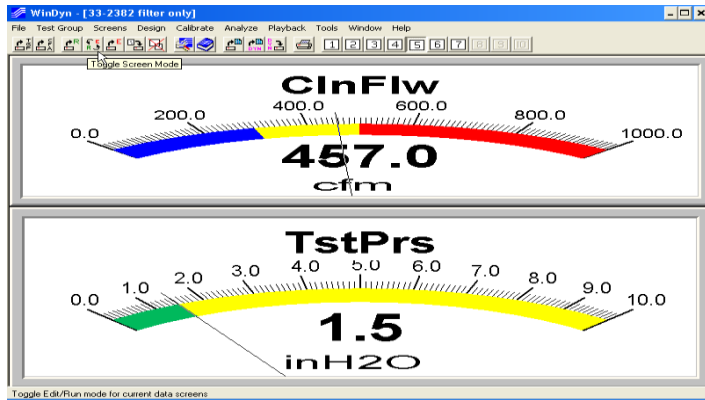 WinDyn - [33-2382 filter only]
File Test Group Screens Design Calibrate Analyze Playback Tools Window Help
1 2 3 4 5 6 7 8 9 10
Toggle Screen Mode
ClnFlw
0.0 200.0 400.0 600.0 800.0 1000.0
457.0
cfm
TstPrs
0.0 1.0 2.0 3.0 4.0 5.0 6.0 7.0 8.0 9.0 10.0
1.5
inH2O
Toggle Edit/Run mode for current data screens